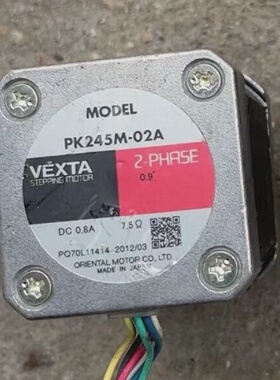 MODEL
PK245M-02A
VEXTA
STEPPING MOTOR
2-PHASE
0.9°
DC 0.8A 7.5Ω
PQ70L11414 2012/03
ORIENTAL MOTOR CO., LTD.
MADE IN JAPAN